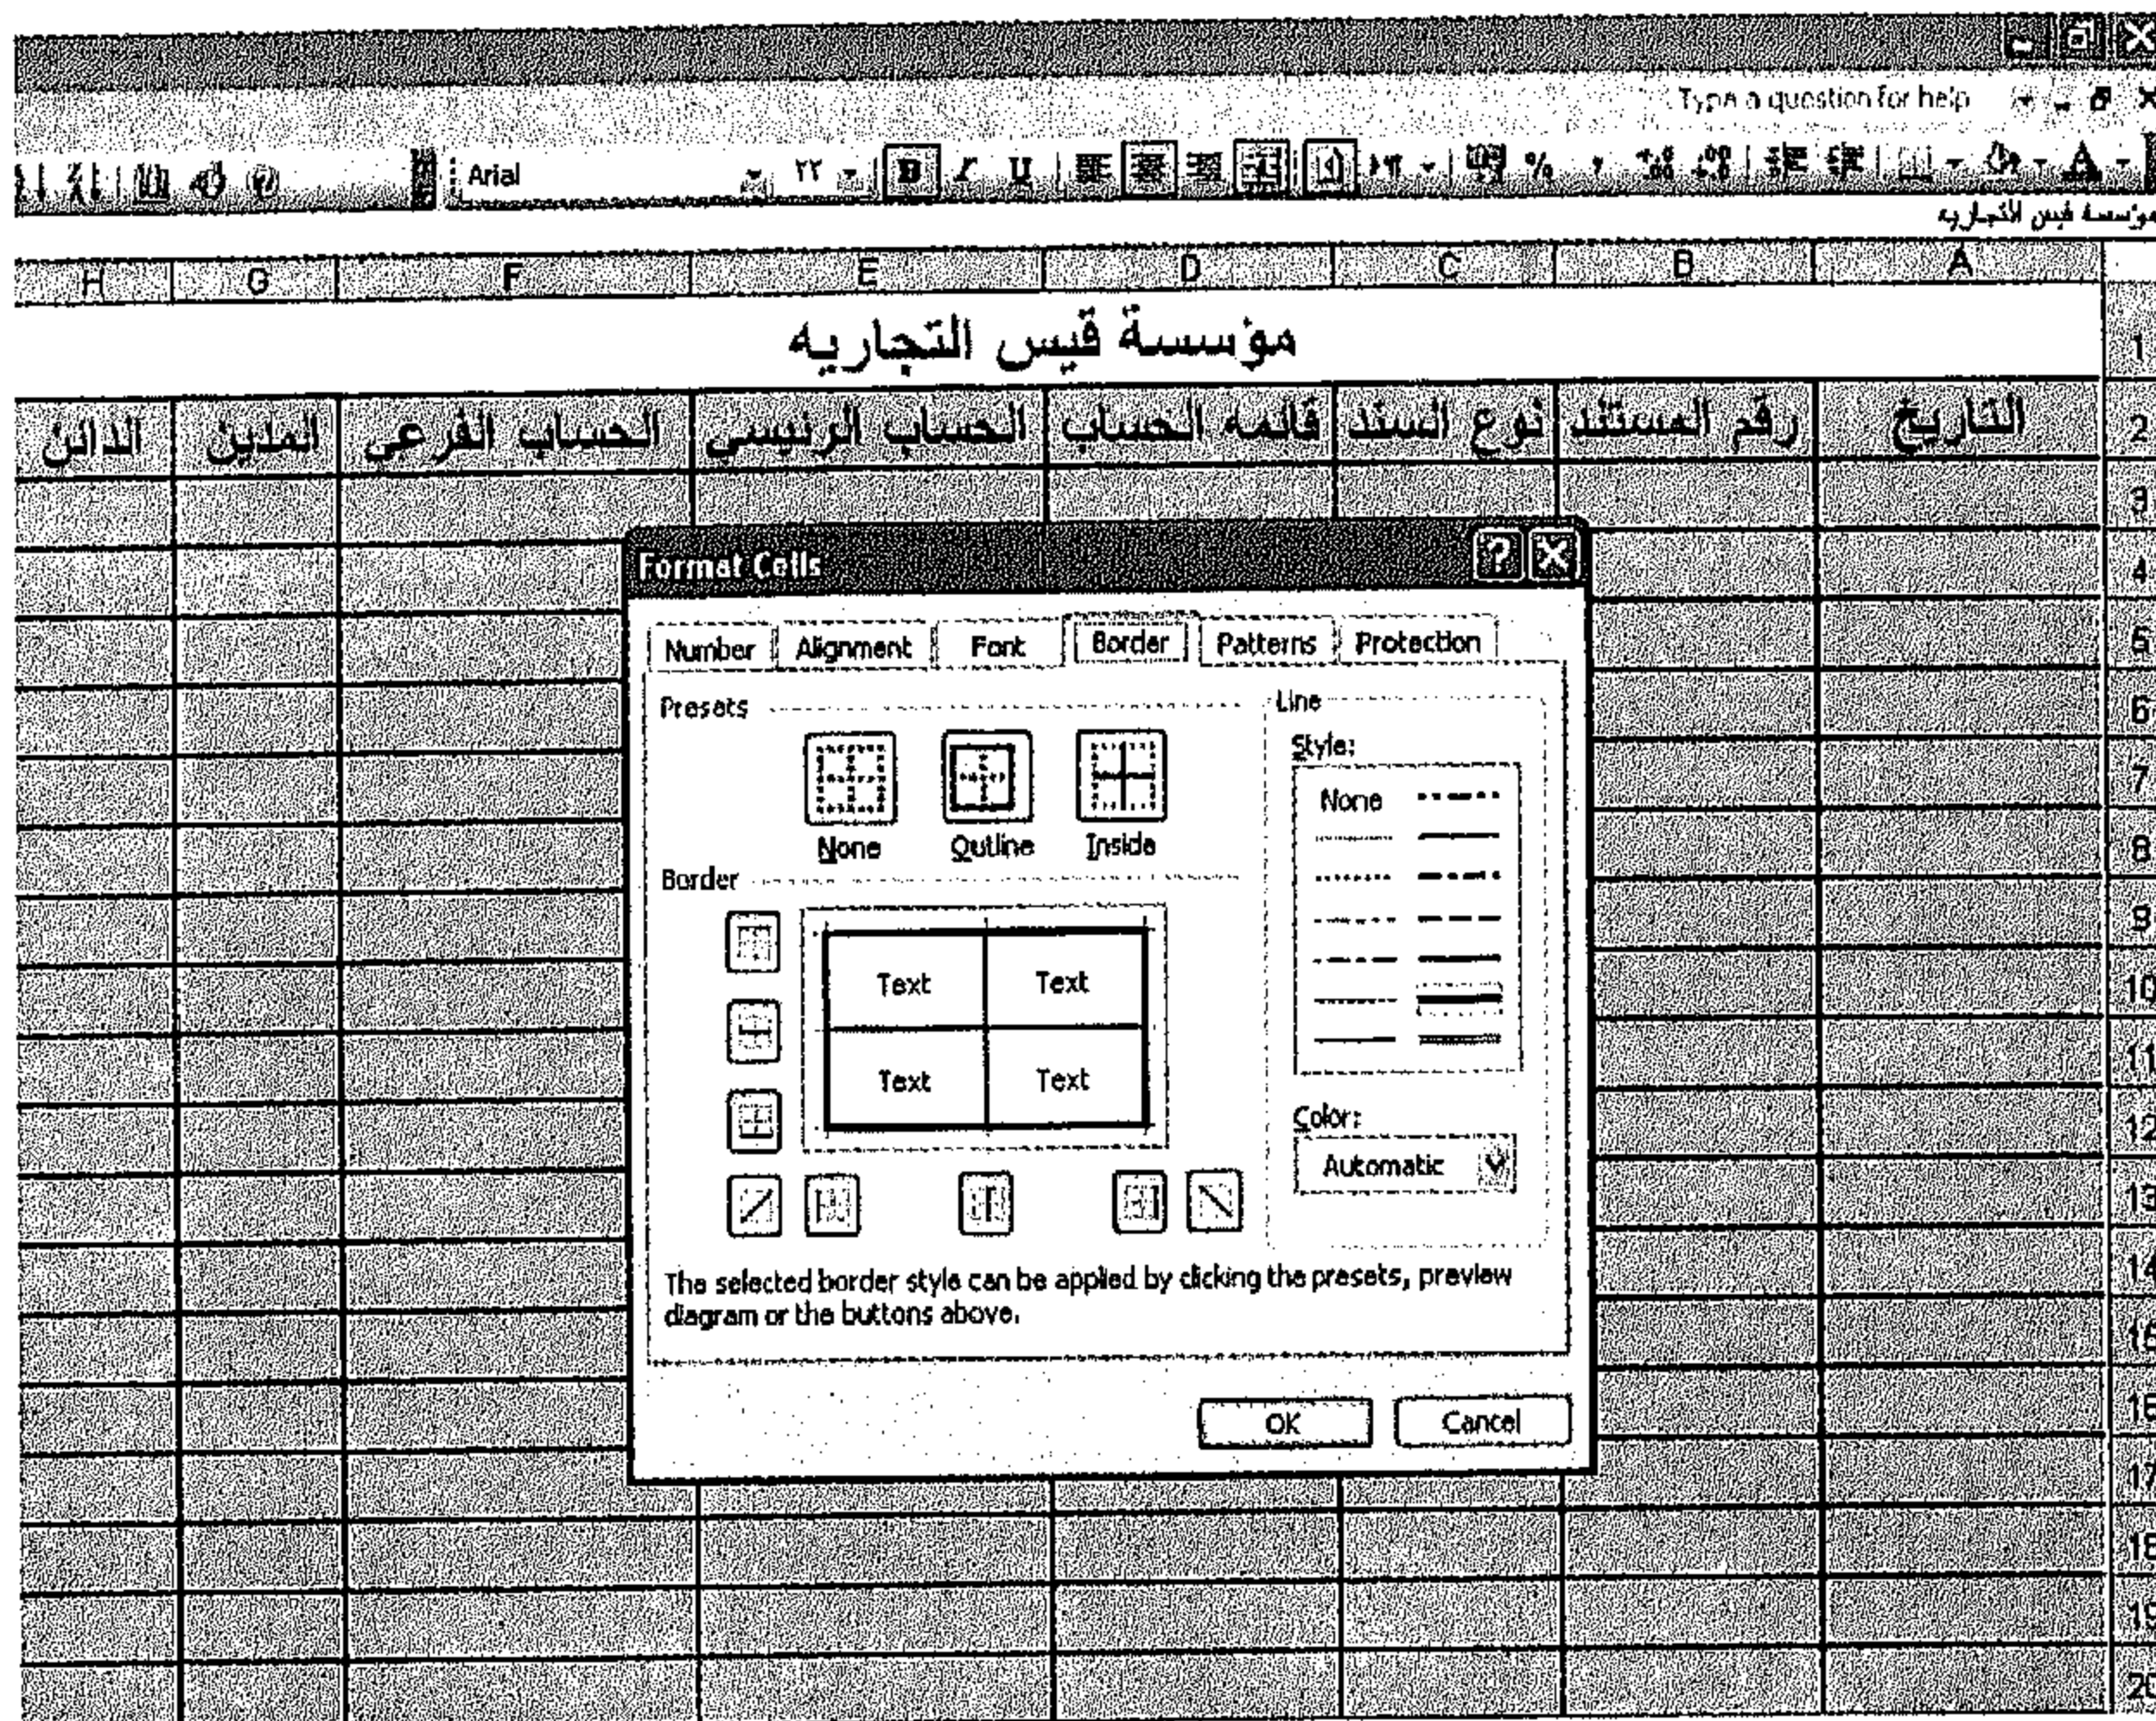 Type a question for help
Arial ٢٢ B I U % ,
مؤسسة قيس التجاريه
A B C D E F G H
1 مؤسسة قيس التجاريه
2 التاريخ رقم المستند نوع السند قائمه الحساب الحساب الرئيسي الحساب الفرعي المدين الدائن
3
4
5
6
7
8
9
10
11
12
13
14
15
16
17
18
19
20
Format Cells
Number Alignment Font Border Patterns Protection
Presets
None Outline Inside
Border
Text Text
Text Text
Line
Style:
None
Color:
Automatic
The selected border style can be applied by clicking the presets, preview
diagram or the buttons above.
OK Cancel